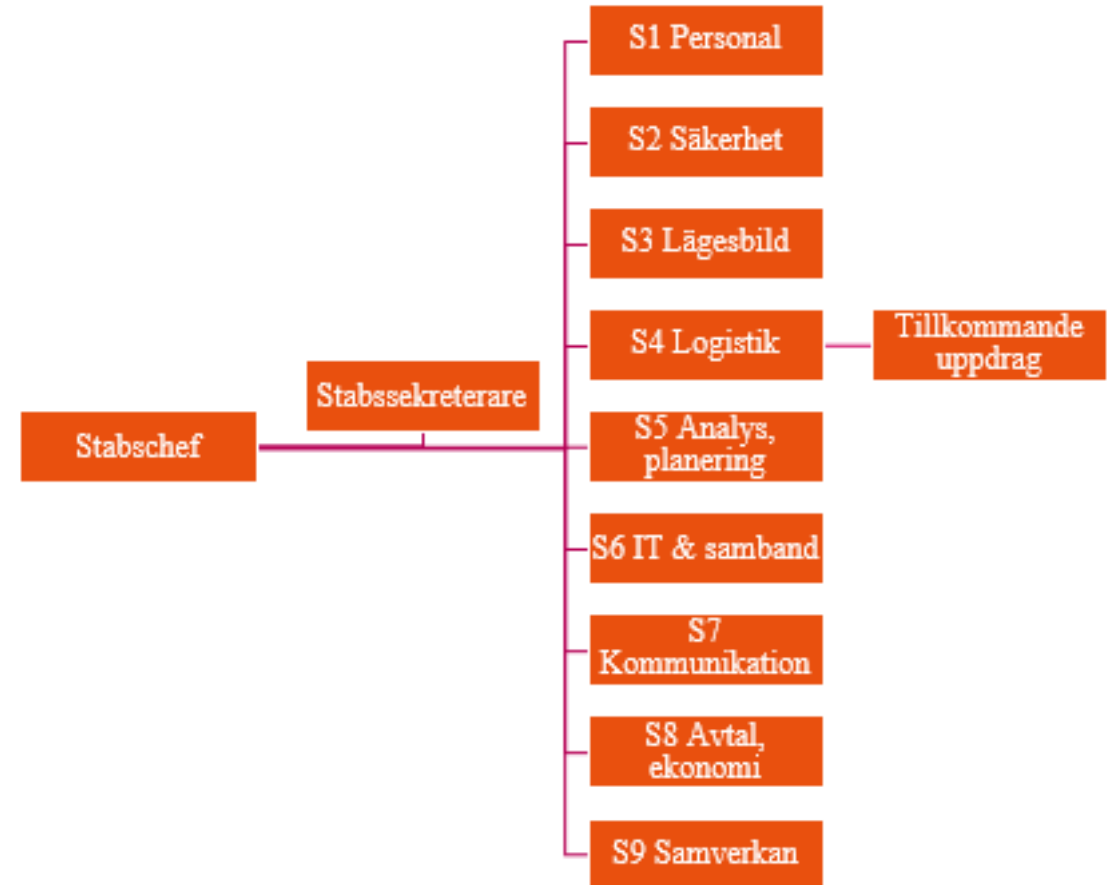 S1 Personal
S2 Säkerhet
S3 Lägesbild
S4 Logistik
Tillkommande
uppdrag
Stabssekreterare
Stabschef
S5 Analys,
planering
S6 IT & samband
S7
Kommunikation
S8 Avtal,
ekonomi
S9 Samverkan